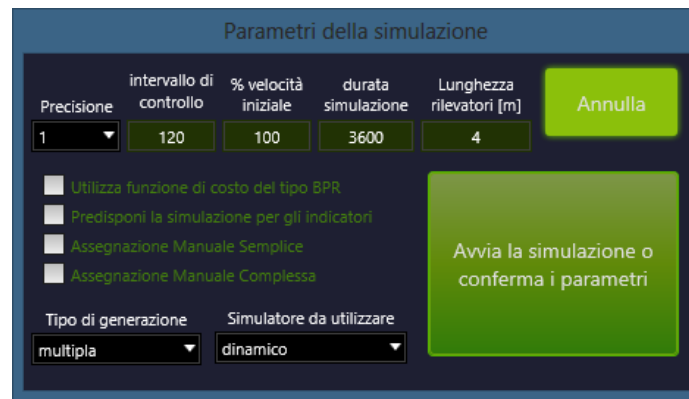 Parametri della simulazione
Precisione
intervallo di
controllo
% velocità
iniziale
durata
simulazione
Lunghezza
rilevatori [m]
Annulla
1
120
100
3600
4
Utilizza funzione di costo del tipo BPR
Predisponi la simulazione per gli indicatori
Assegnazione Manuale Semplice
Assegnazione Manuale Complessa
Avvia la simulazione o
conferma i parametri
Tipo di generazione
Simulatore da utilizzare
multipla
dinamico